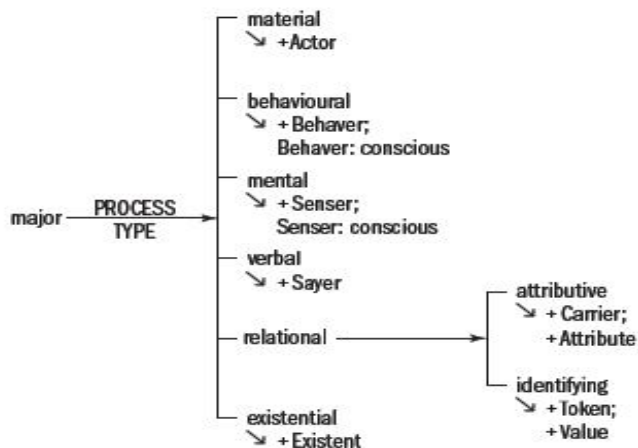 material
↘ +Actor
behavioural
↘ + Behaver;
Behaver: conscious
mental
↘ + Senser;
Senser: conscious
major
PROCESS
TYPE
verbal
↘ + Sayer
relational
attributive
↘ + Carrier;
+Attribute
identifying
↘ + Token;
+ Value
existential
↘ + Existent